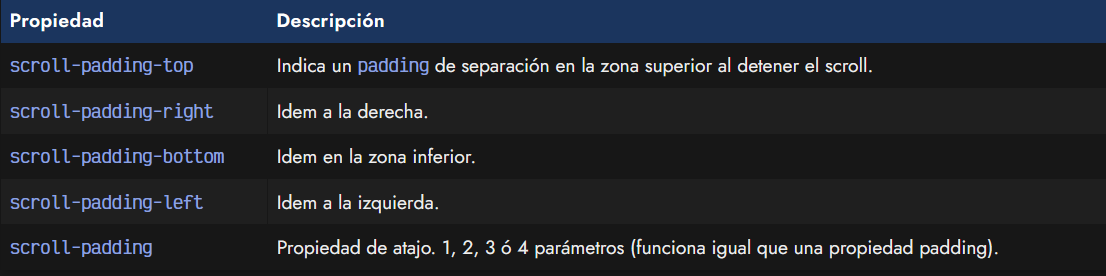 Propiedad Descripción
scroll-padding-top Indica un padding de separación en la zona superior al detener el scroll.
scroll-padding-right Idem a la derecha.
scroll-padding-bottom Idem en la zona inferior.
scroll-padding-left Idem a la izquierda.
scroll-padding Propiedad de atajo. 1, 2, 3 ó 4 parámetros (funciona igual que una propiedad padding).